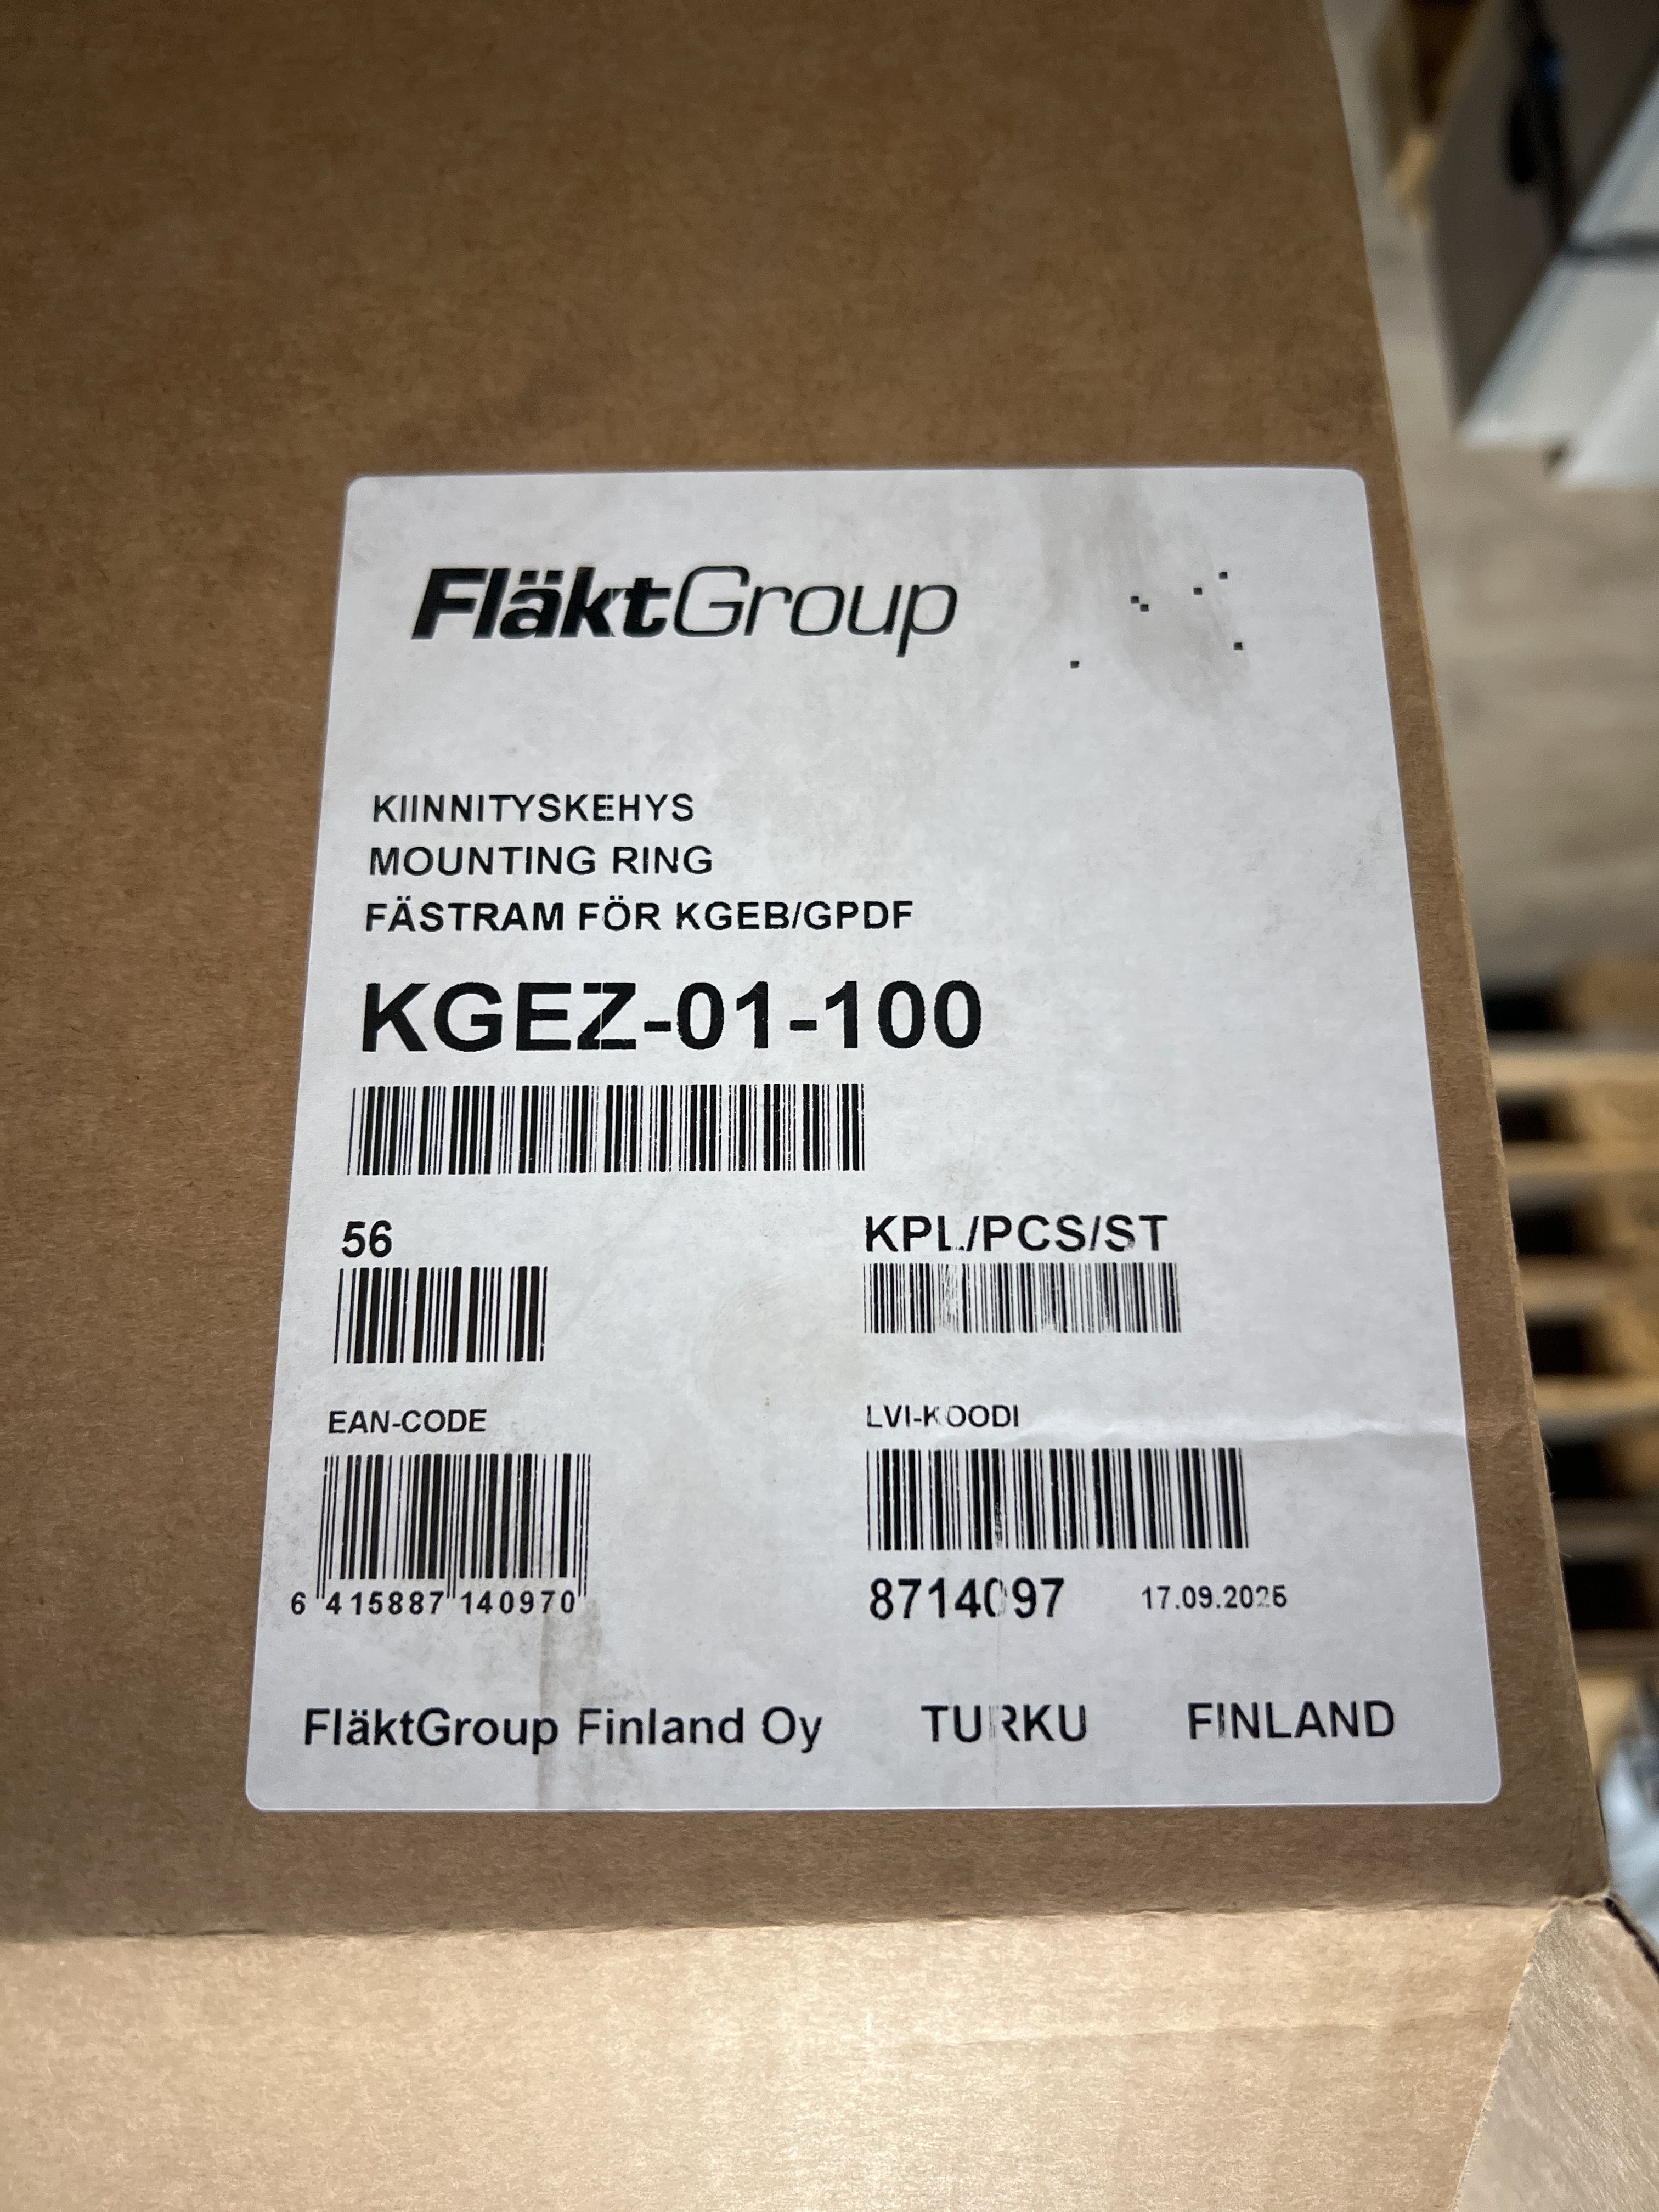 FläktGroup
KIINNITYSKEHYS
MOUNTING RING
FÄSTRAM FÖR KGEB/GPDF
KGEZ-01-100
56
KPL/PCS/ST
EAN-CODE
LVI-KOODI
6 415887 140970
8714097 17.09.2025
FläktGroup Finland Oy TURKU FINLAND